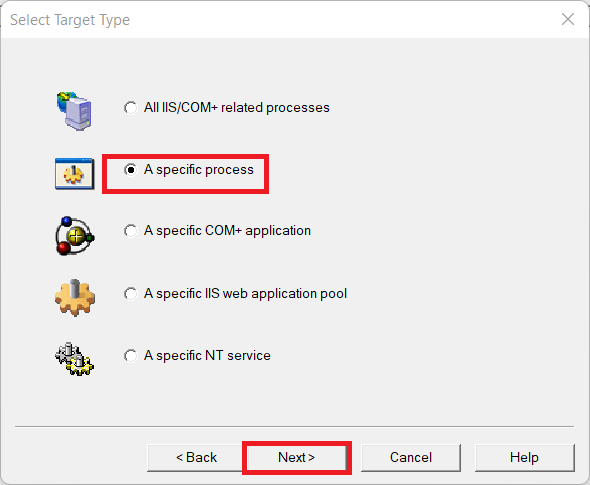 Select Target Type
All IIS/COM+ related processes
A specific process
A specific COM+ application
A specific IIS web application pool
A specific NT service
< Back Next > Cancel Help